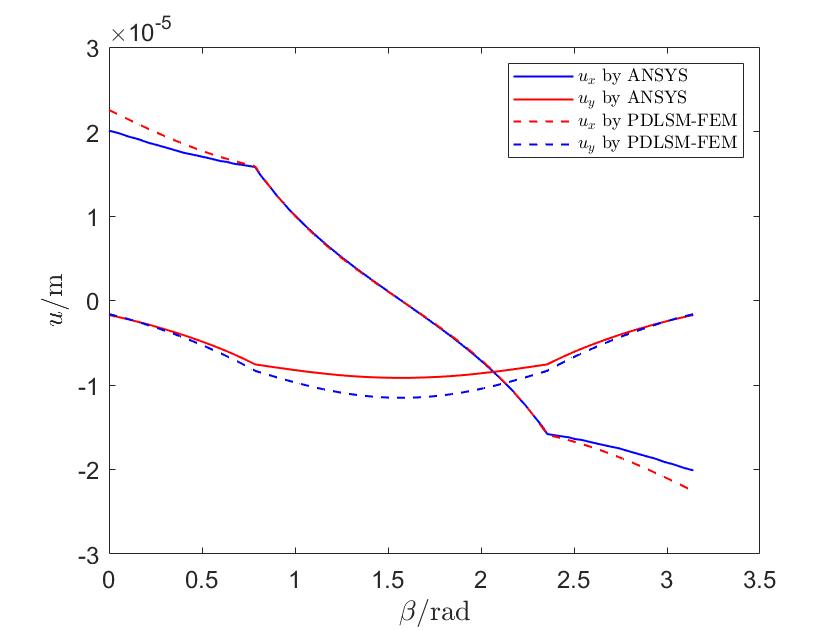 ×10⁻⁵
3
2
1
0
-1
-2
-3
u/m
u_x by ANSYS
u_y by ANSYS
u_x by PDLSM-FEM
u_y by PDLSM-FEM
0 0.5 1 1.5 2 2.5 3 3.5
β/rad